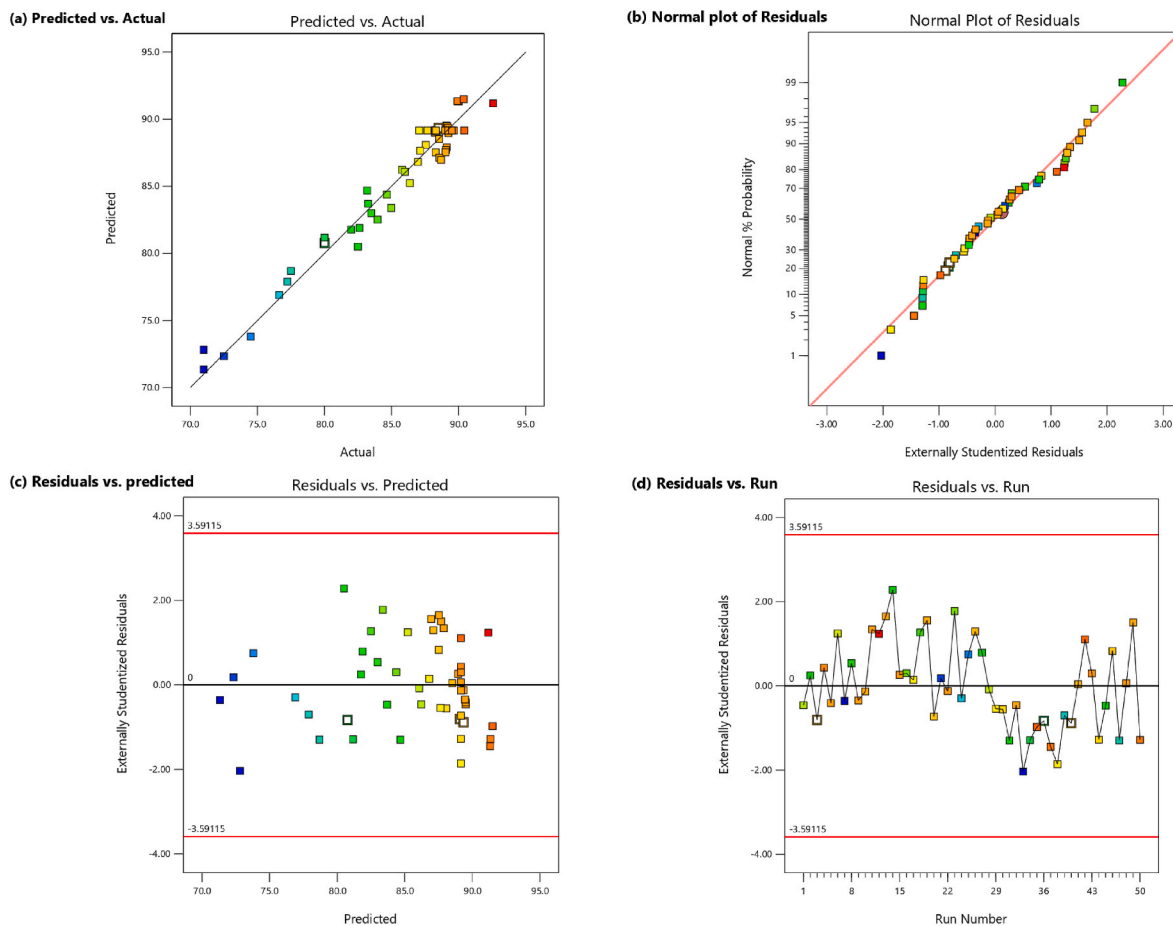 (a) Predicted vs. Actual
Predicted vs. Actual
95.0
90.0
85.0
80.0
75.0
70.0
Predicted
70.0 75.0 80.0 85.0 90.0 95.0
Actual
(b) Normal plot of Residuals
Normal Plot of Residuals
99
95
90
80
70
50
30
20
10
5
1
Normal % Probability
-3.00 -2.00 -1.00 0.00 1.00 2.00 3.00
Externally Studentized Residuals
(c) Residuals vs. predicted
Residuals vs. Predicted
4.00
2.00
0.00
-2.00
-4.00
3.59115
0
-3.59115
Externally Studentized Residuals
70.0 75.0 80.0 85.0 90.0 95.0
Predicted
(d) Residuals vs. Run
Residuals vs. Run
4.00
2.00
0.00
-2.00
-4.00
3.59115
0
-3.59115
Externally Studentized Residuals
1 8 15 22 29 36 43 50
Run Number